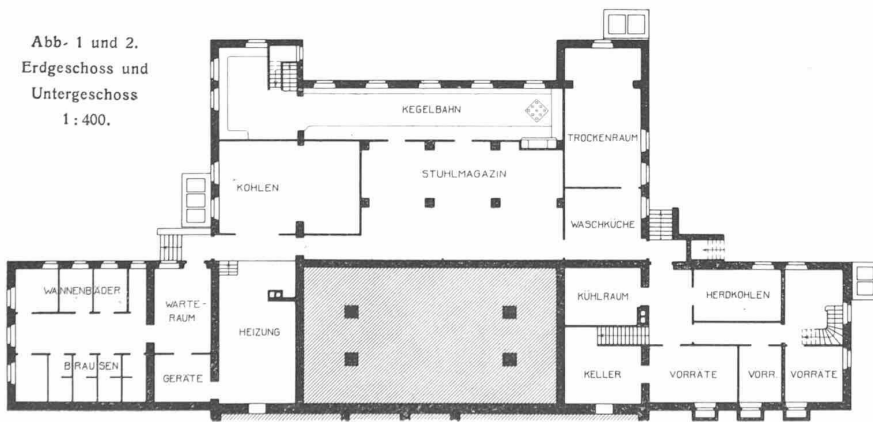 Abb. 1 und 2.
Erdgeschoss und
Untergeschoss
1 : 400.
KEGELBAHN
TROCKENRAUM
STUHLMAGAZIN
KOHLEN
WASCHKÜCHE
WANNENBÄDER
WARTE-
RAUM
HEIZUNG
KÜHLRAUM
HERDKOHLEN
BRAUSEN
GERÄTE
KELLER
VORRÄTE
VORR.
VORRÄTE